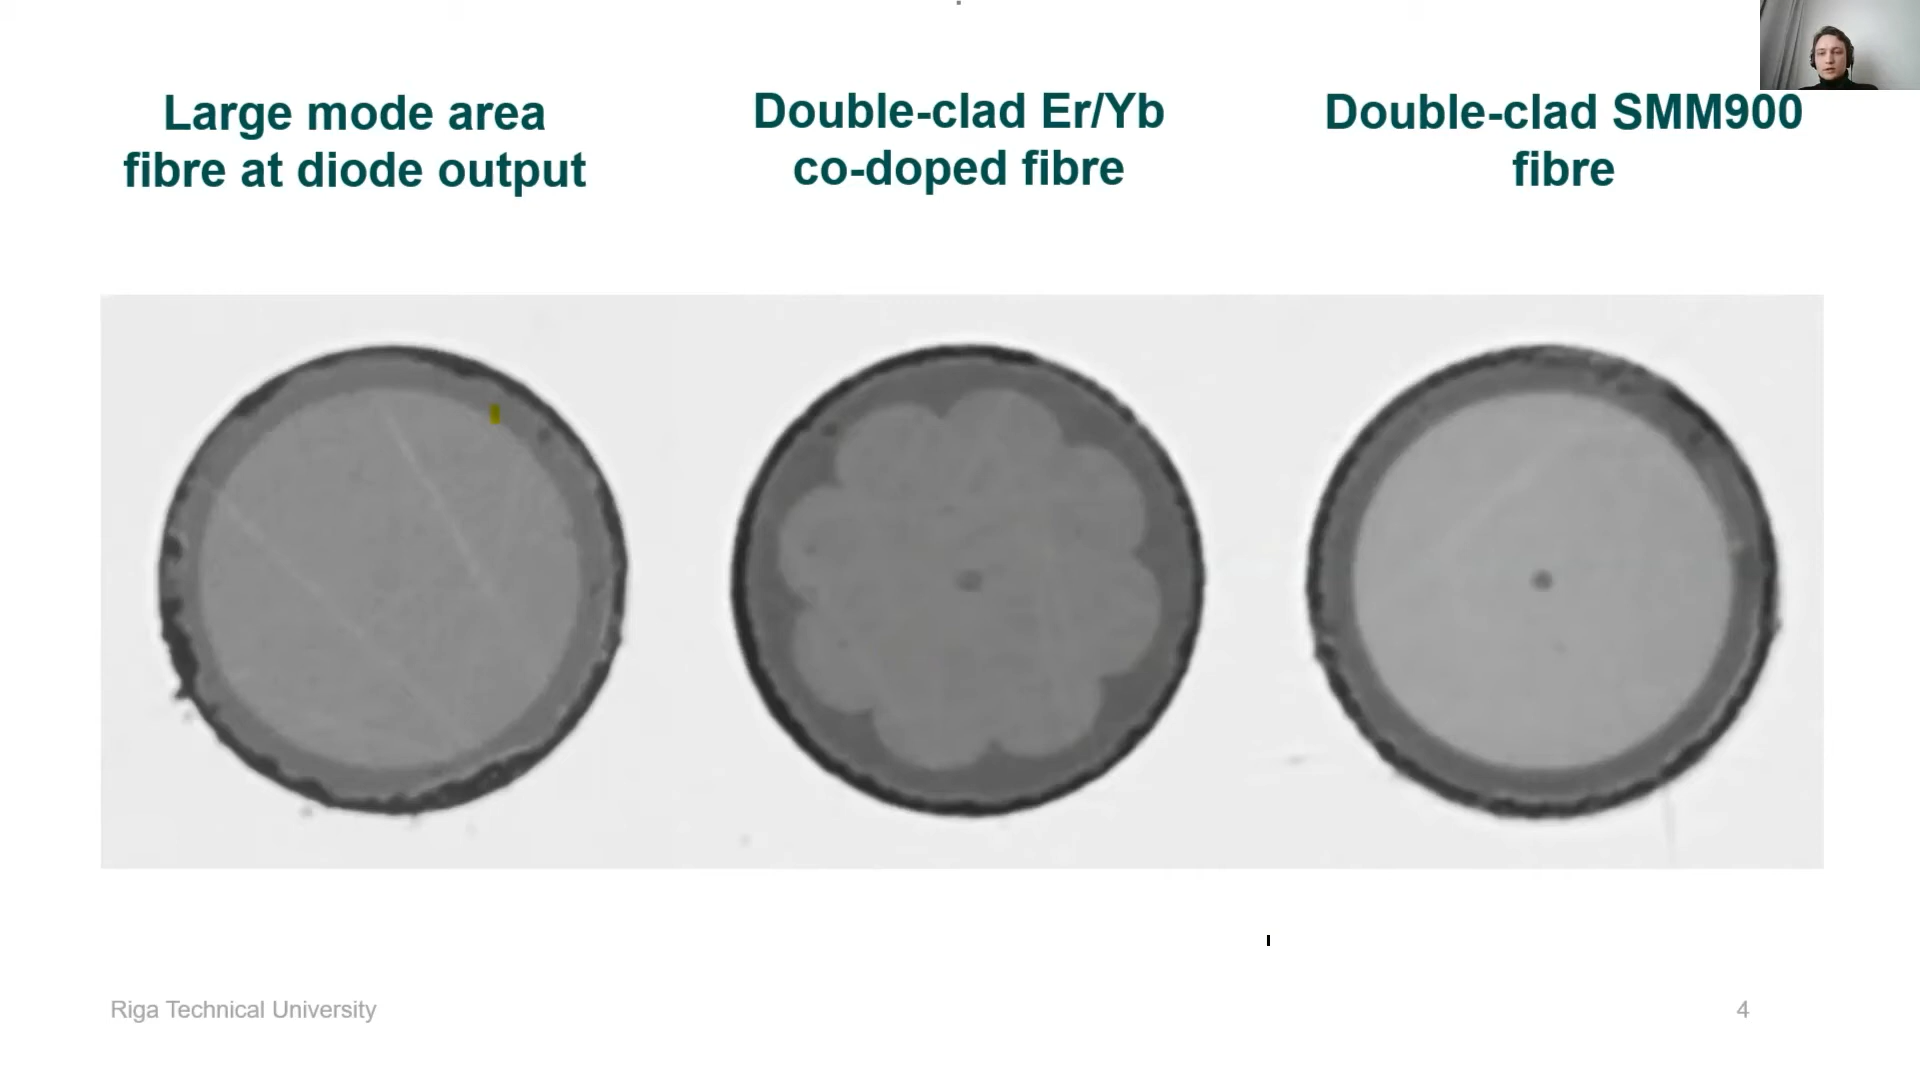 Large mode area
fibre at diode output
Double-clad Er/Yb
co-doped fibre
Double-clad SMM900
fibre
Riga Technical University
4